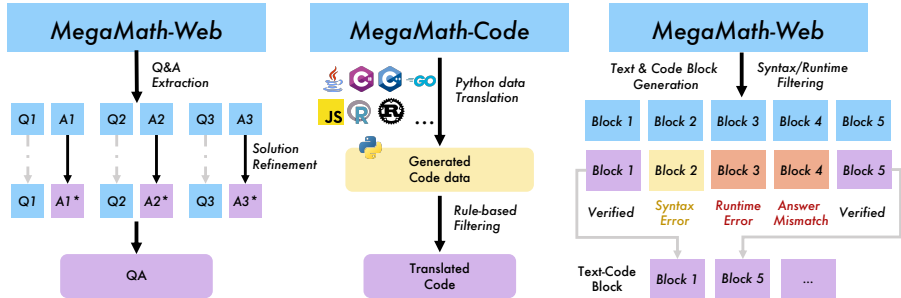 MegaMath-Web
Q&A
Extraction
Q1 A1 Q2 A2 Q3 A3
Solution
Refinement
Q1 A1* Q2 A2* Q3 A3*
QA
MegaMath-Code
Java
GO
JS
R
R
...
Python data
Translation
Generated
Code data
Rule-based
Filtering
Translated
Code
MegaMath-Web
Text & Code Block
Generation
Syntax/Runtime
Filtering
Block 1 Block 2 Block 3 Block 4 Block 5
Block 1 Block 2 Block 3 Block 4 Block 5
Verified
Syntax
Error
Runtime
Error
Answer
Mismatch
Verified
Text-Code
Block
Block 1 Block 5 ...